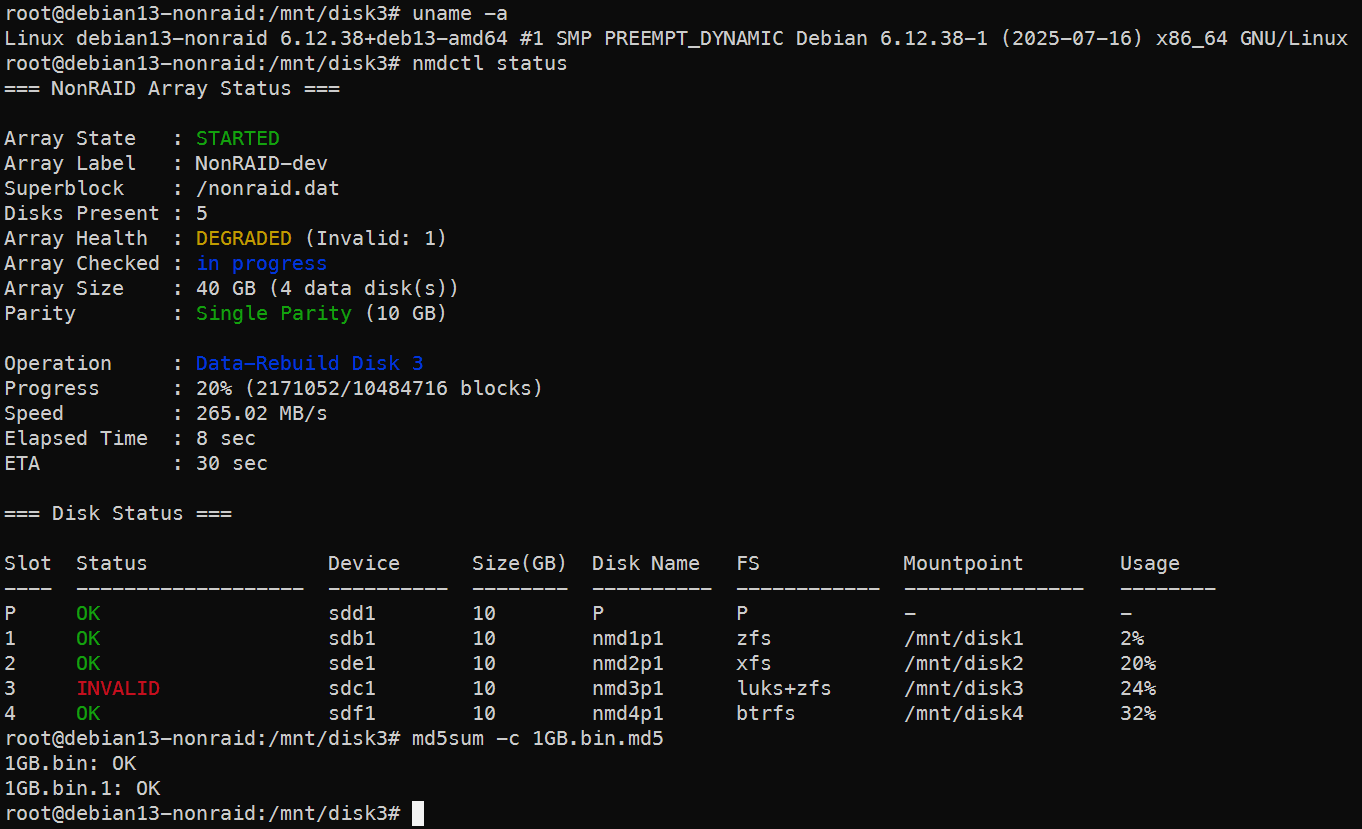 root@debian13-nonraid:/mnt/disk3# uname -a
Linux debian13-nonraid 6.12.38+deb13-amd64 #1 SMP PREEMPT_DYNAMIC Debian 6.12.38-1 (2025-07-16) x86_64 GNU/Linux
root@debian13-nonraid:/mnt/disk3# nmdctl status
=== NonRAID Array Status ===

Array State   : STARTED
Array Label   : NonRAID-dev
Superblock    : /nonraid.dat
Disks Present : 5
Array Health  : DEGRADED (Invalid: 1)
Array Checked : in progress
Array Size    : 40 GB (4 data disk(s))
Parity        : Single Parity (10 GB)

Operation     : Data-Rebuild Disk 3
Progress      : 20% (2171052/10484716 blocks)
Speed         : 265.02 MB/s
Elapsed Time  : 8 sec
ETA           : 30 sec

=== Disk Status ===

Slot  Status               Device      Size(GB)  Disk Name   FS            Mountpoint       Usage
----  -------------------  ----------  --------  ----------  ------------  ---------------  --------
P     OK                   sdd1        10        P           P             -                -
1     OK                   sdb1        10        nmd1p1      zfs           /mnt/disk1       2%
2     OK                   sde1        10        nmd2p1      xfs           /mnt/disk2       20%
3     INVALID              sdc1        10        nmd3p1      luks+zfs      /mnt/disk3       24%
4     OK                   sdf1        10        nmd4p1      btrfs         /mnt/disk4       32%
root@debian13-nonraid:/mnt/disk3# md5sum -c 1GB.bin.md5
1GB.bin: OK
1GB.bin.1: OK
root@debian13-nonraid:/mnt/disk3#